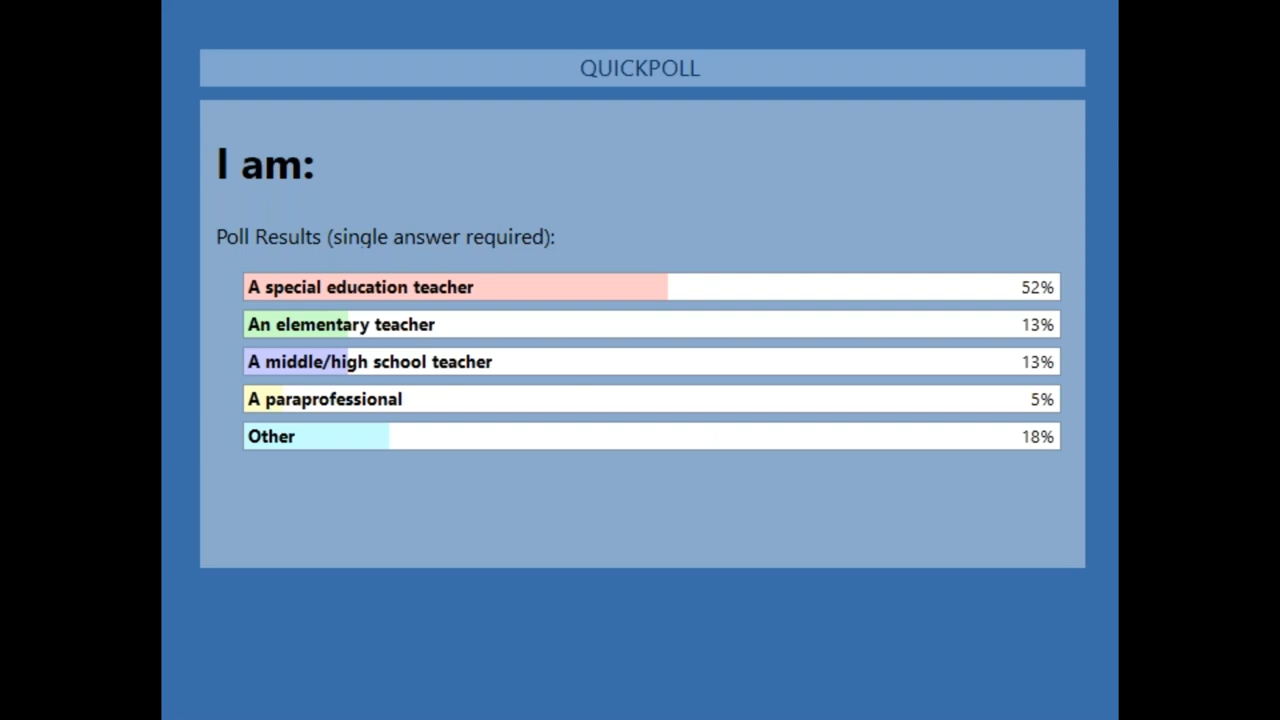 QUICKPOLL
I am:
Poll Results (single answer required):
A special education teacher 52%
An elementary teacher 13%
A middle/high school teacher 13%
A paraprofessional 5%
Other 18%